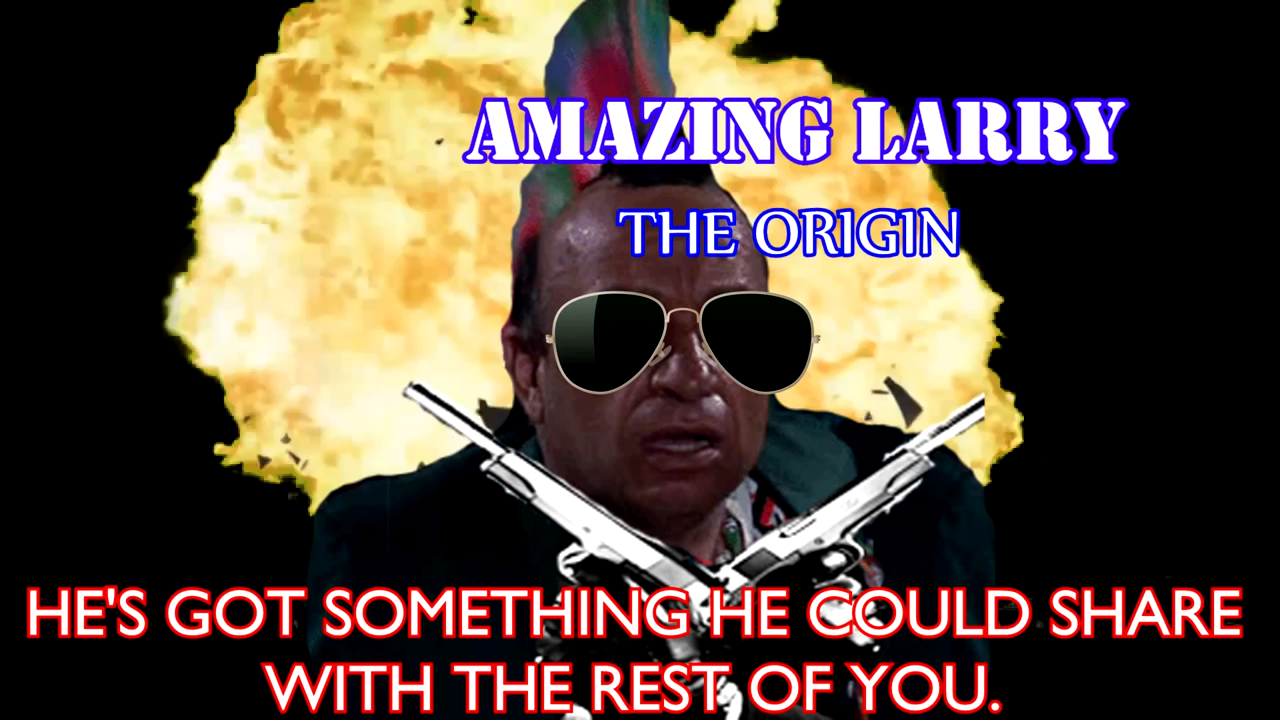 AMAZING LARRY
THE ORIGIN
HE'S GOT SOMETHING HE COULD SHARE
WITH THE REST OF YOU.